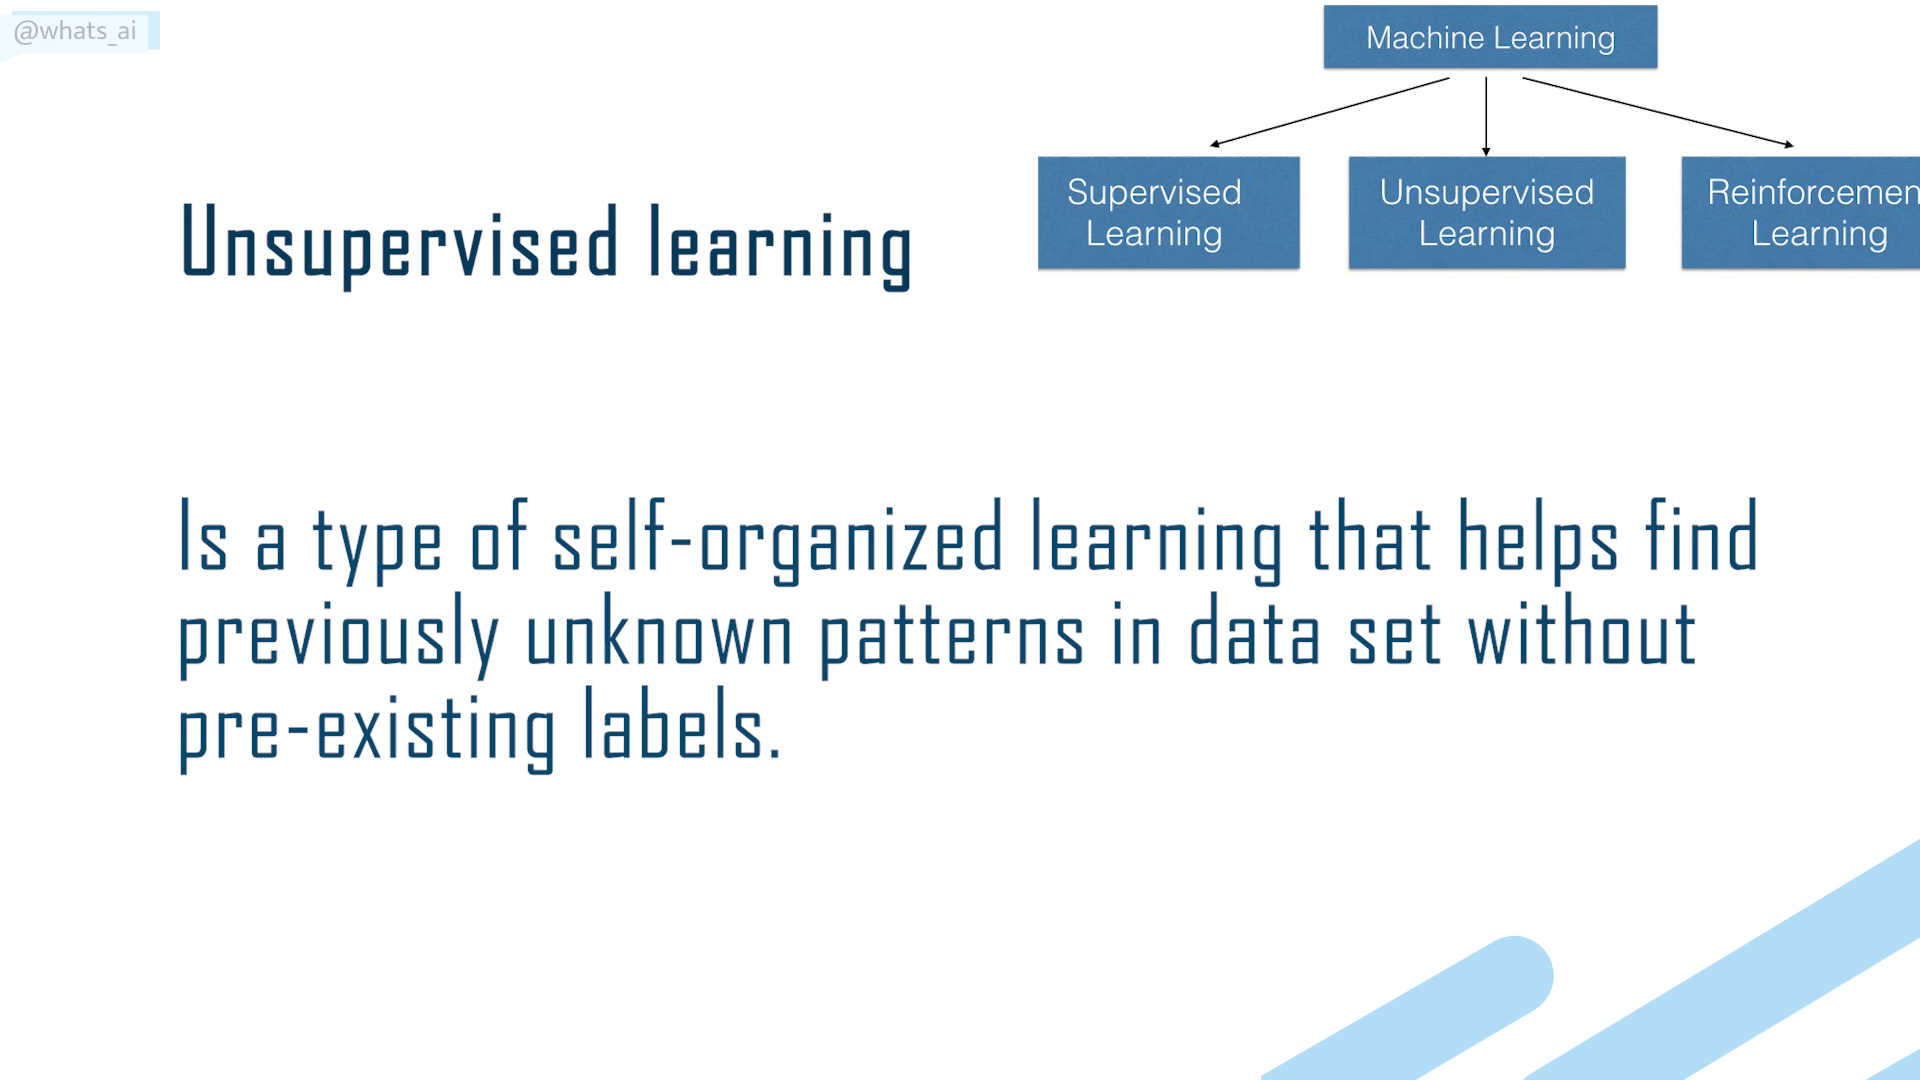 @whats_ai
Machine Learning
Supervised
Learning
Unsupervised
Learning
Reinforcemen
Learning
Unsupervised learning
Is a type of self-organized learning that helps find
previously unknown patterns in data set without
pre-existing labels.